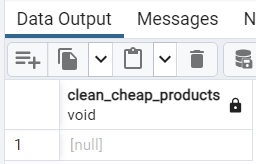 Data Output Messages N
clean_cheap_products
void
1 [null]